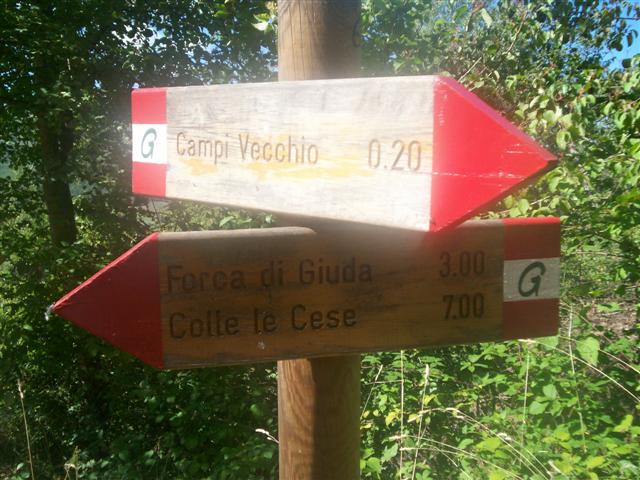 G Campi Vecchio 0.20
Forca di Giuda 3.00 G
Colle le Cese 7.00